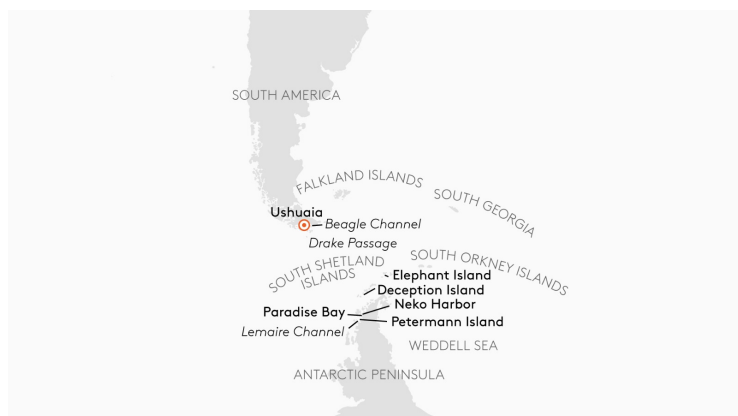 SOUTH AMERICA
FALKLAND ISLANDS
SOUTH GEORGIA
Ushuaia
Beagle Channel
Drake Passage
SOUTH SHETLAND
ISLANDS
SOUTH ORKNEY ISLANDS
Elephant Island
Deception Island
Neko Harbor
Paradise Bay
Petermann Island
Lemaire Channel
WEDDELL SEA
ANTARCTIC PENINSULA